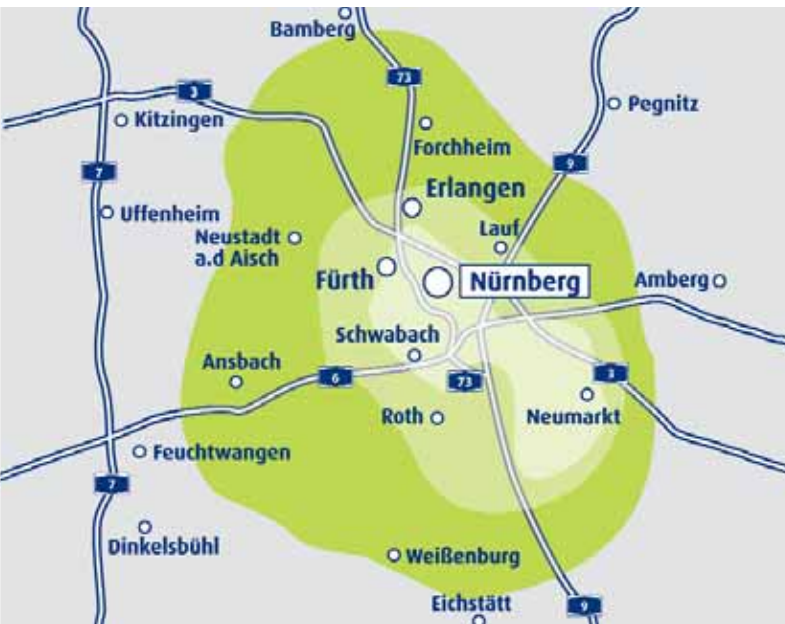 Bamberg
73
3
Pegnitz
Kitzingen
Forchheim
9
7
Erlangen
Uffenheim
Lauf
Neustadt
a.d Aisch
Fürth
Nürnberg
Amberg
Schwabach
Ansbach
6
73
3
Roth
Neumarkt
Feuchtwangen
7
Dinkelsbühl
Weißenburg
Eichstätt
9